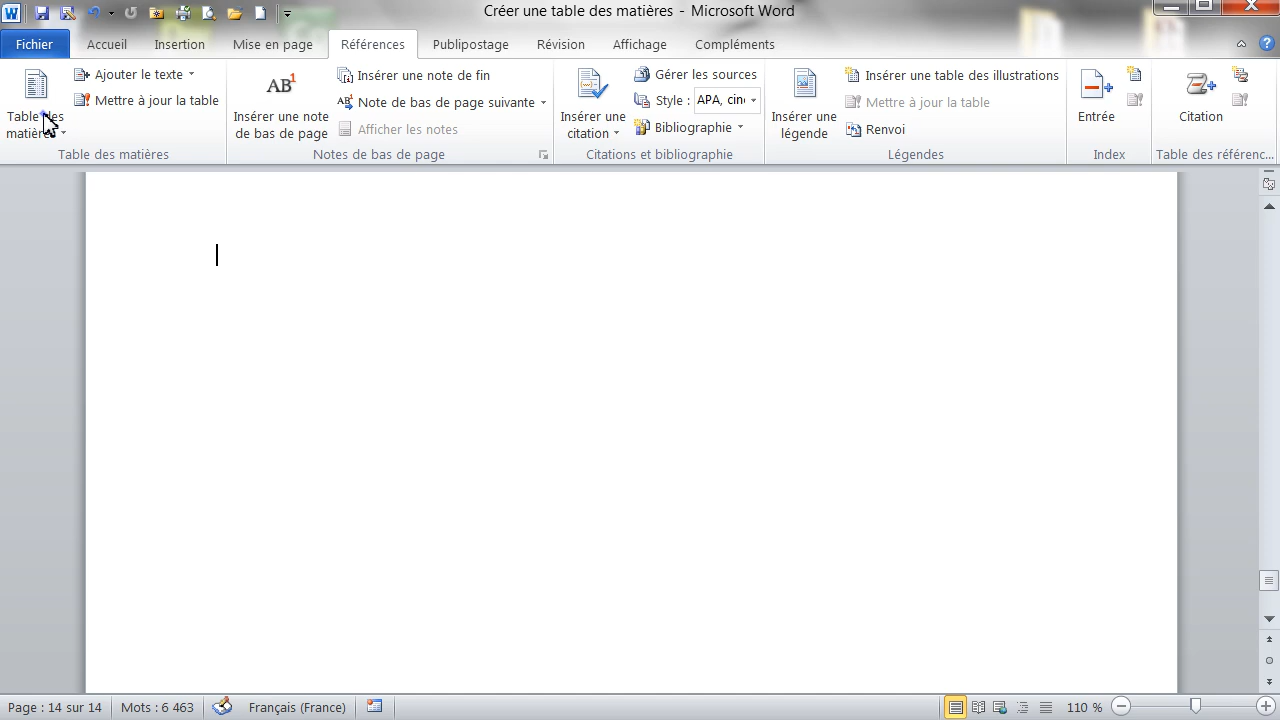 Créer une table des matières - Microsoft Word
Fichier
Accueil
Insertion
Mise en page
Références
Publipostage
Révision
Affichage
Compléments
Table des
matières
Ajouter le texte
Mettre à jour la table
Table des matières
AB1
Insérer une note
de bas de page
Insérer une note de fin
AB1 Note de bas de page suivante
Afficher les notes
Notes de bas de page
Insérer une
citation
Gérer les sources
Style : APA, cin
Bibliographie
Citations et bibliographie
Insérer une
légende
Insérer une table des illustrations
Mettre à jour la table
Renvoi
Légendes
Entrée
Index
Citation
Table des référenc...
Page : 14 sur 14
Mots : 6 463
Français (France)
110 %